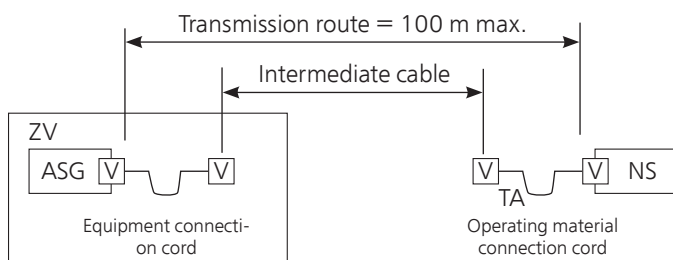 Transmission route = 100 m max.
Intermediate cable
ZV
ASG V V
V V NS
TA
Equipment connecti-
on cord
Operating material
connection cord